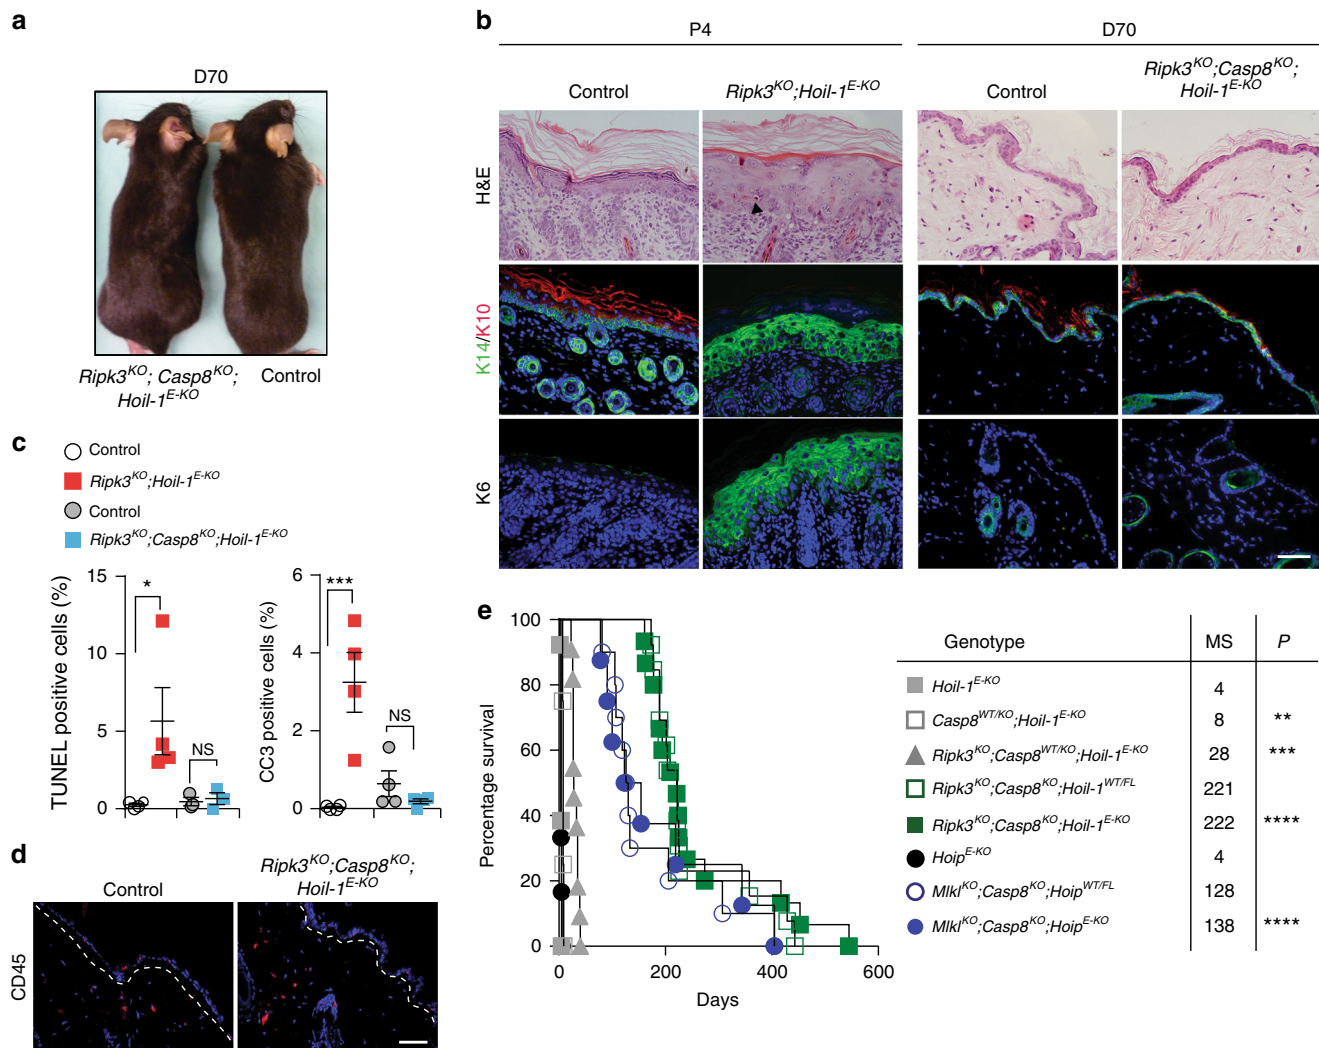 a
D70
Ripk3KO; Casp8KO;
Hoil-1E-KO
Control
b
P4
D70
Control
Ripk3KO;Hoil-1E-KO
Control
Ripk3KO;Casp8KO;
Hoil-1E-KO
H&E
K14/K10
K6
c
Control
Ripk3KO;Hoil-1E-KO
Control
Ripk3KO;Casp8KO;Hoil-1E-KO
TUNEL positive cells (%)
15
10
5
0
*
NS
CC3 positive cells (%)
6
4
2
0
***
NS
d
Control
Ripk3KO;Casp8KO;
Hoil-1E-KO
CD45
e
Percentage survival
100
80
60
40
20
0
0
200
400
600
Days
Genotype MS P
Hoil-1E-KO 4
Casp8WT/KO;Hoil-1E-KO 8 **
Ripk3KO;Casp8WT/KO;Hoil-1E-KO 28 ***
Ripk3KO;Casp8KO;Hoil-1WT/FL 221
Ripk3KO;Casp8KO;Hoil-1E-KO 222 ****
HoipE-KO 4
MlklKO;Casp8KO;HoipWT/FL 128
MlklKO;Casp8KO;HoipE-KO 138 ****